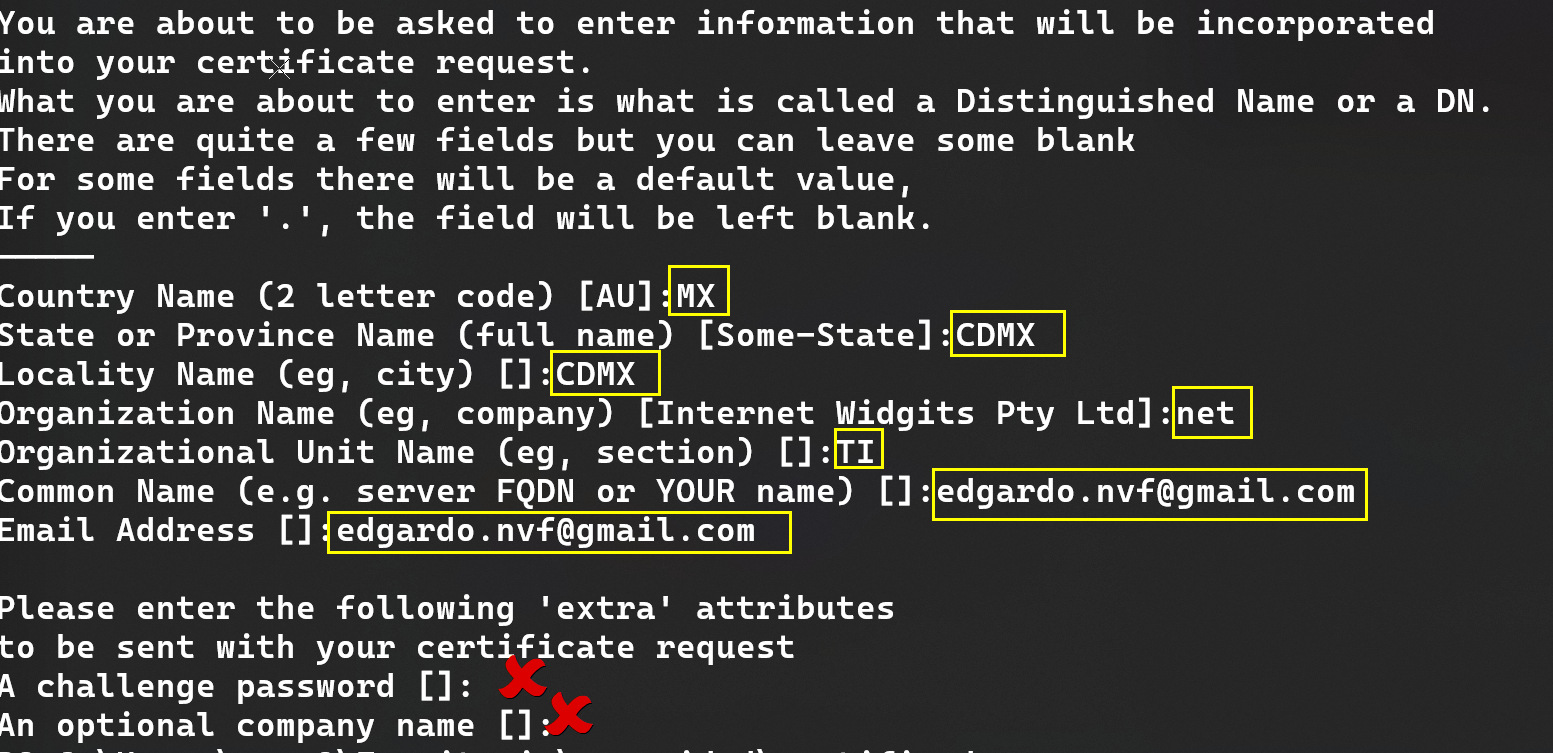 You are about to be asked to enter information that will be incorporated
into your certificate request.
What you are about to enter is what is called a Distinguished Name or a DN.
There are quite a few fields but you can leave some blank
For some fields there will be a default value,
If you enter '.', the field will be left blank.
-----
Country Name (2 letter code) [AU]:MX
State or Province Name (full name) [Some-State]:CDMX
Locality Name (eg, city) []:CDMX
Organization Name (eg, company) [Internet Widgits Pty Ltd]:net
Organizational Unit Name (eg, section) []:TI
Common Name (e.g. server FQDN or YOUR name) []:edgardo.nvf@gmail.com
Email Address []:edgardo.nvf@gmail.com
Please enter the following 'extra' attributes
to be sent with your certificate request
A challenge password []:
An optional company name []: